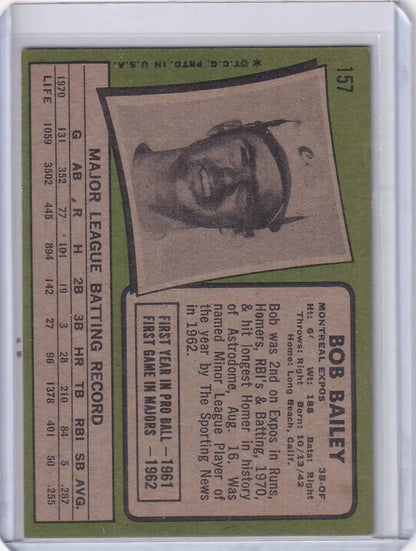 157
*©T.C.G. PRTD. IN U.S.A.
BOB BAILEY
MONTREAL EXPOS 3B-OF
Ht: 6' Wt: 188 Bats: Right
Throws: Right Born: 10/13/42
Home: Long Beach, Calif.
Bob was 2nd on Expos in Runs,
Homers, RBI's & Batting, 1970,
& hit longest Homer in history
of Astrodome, Aug. 16. Was
named Minor League Player of
the year by The Sporting News
in 1962.
FIRST YEAR IN PRO BALL — 1961
FIRST GAME IN MAJORS — 1962
MAJOR LEAGUE BATTING RECORD
G AB R H 2B 3B HR TB RBI SB AVG.
1970 131 352 77 101 19 3 28 210 84 5 .287
LIFE 1059 3502 445 894 142 27 96 1378 401 50 .255